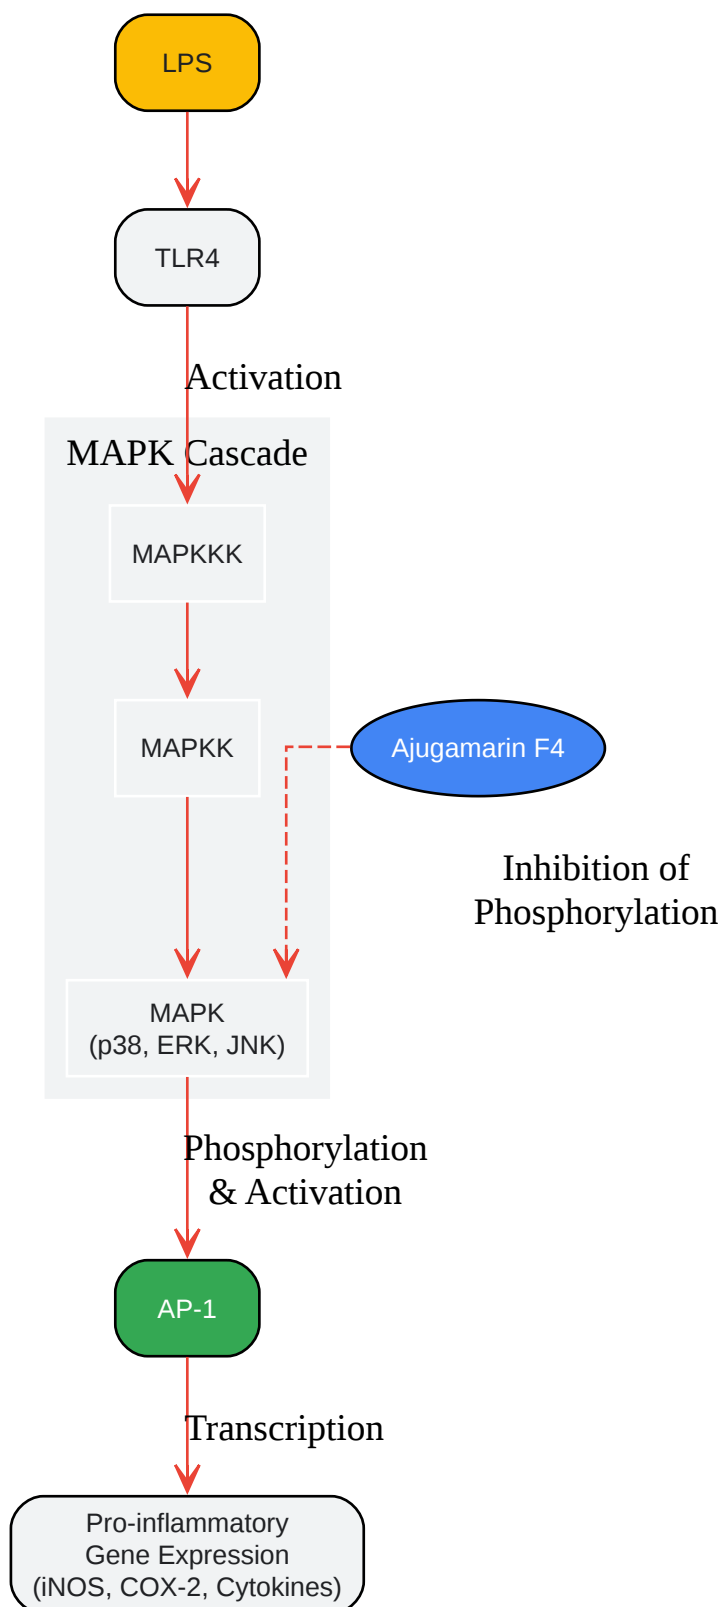 LPS
TLR4
Activation
MAPK Cascade
MAPKKK
MAPKK
Ajugamarin F4
Inhibition of
Phosphorylation
MAPK
(p38, ERK, JNK)
Phosphorylation
& Activation
AP-1
Transcription
Pro-inflammatory
Gene Expression
(iNOS, COX-2, Cytokines)